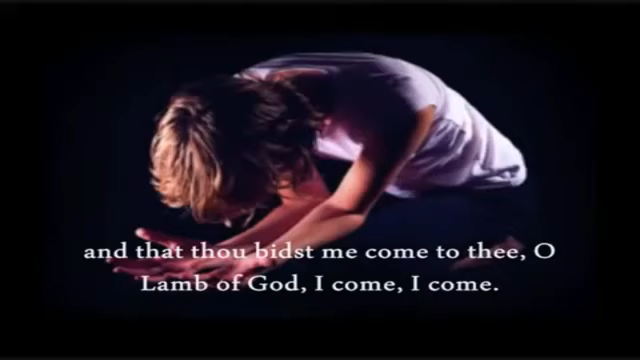 and that thou bidst me come to thee, O
Lamb of God, I come, I come.